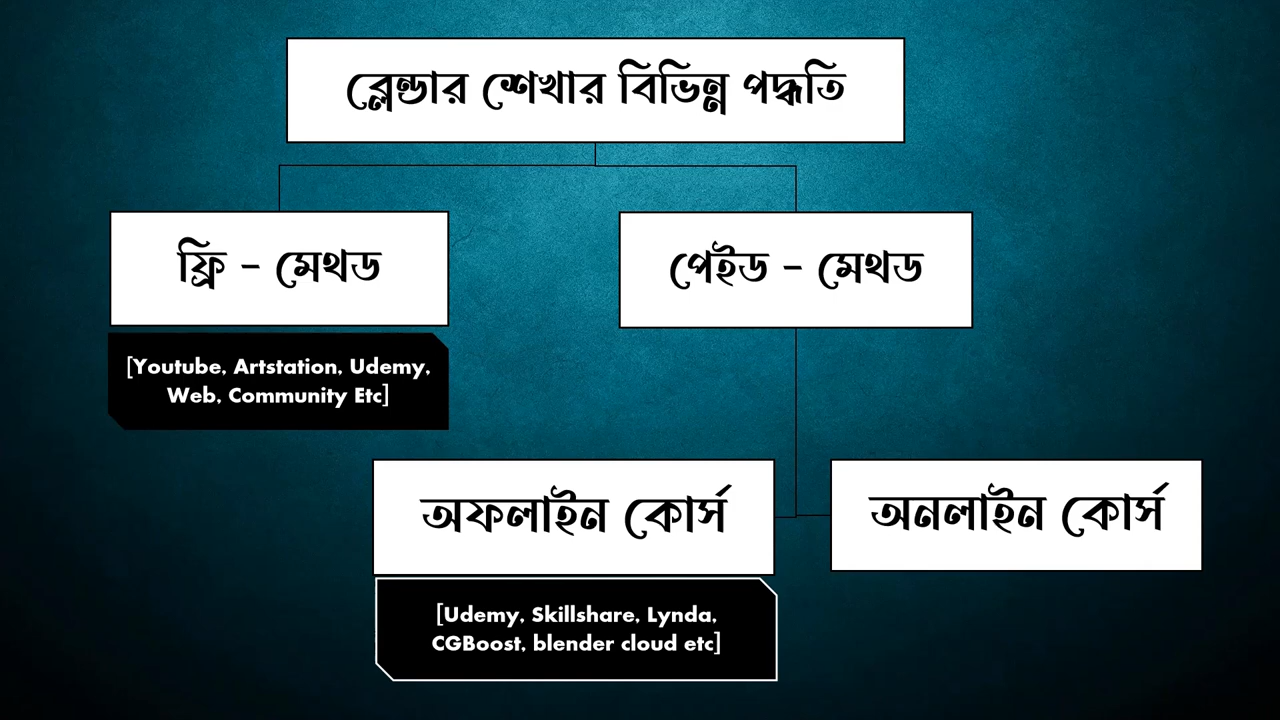 ব্লেন্ডার শেখার বিভিন্ন পদ্ধতি
ফ্রি - মেথড
পেইড - মেথড
[Youtube, Artstation, Udemy,
Web, Community Etc]
অফলাইন কোর্স
অনলাইন কোর্স
[Udemy, Skillshare, Lynda,
CGBoost, blender cloud etc]